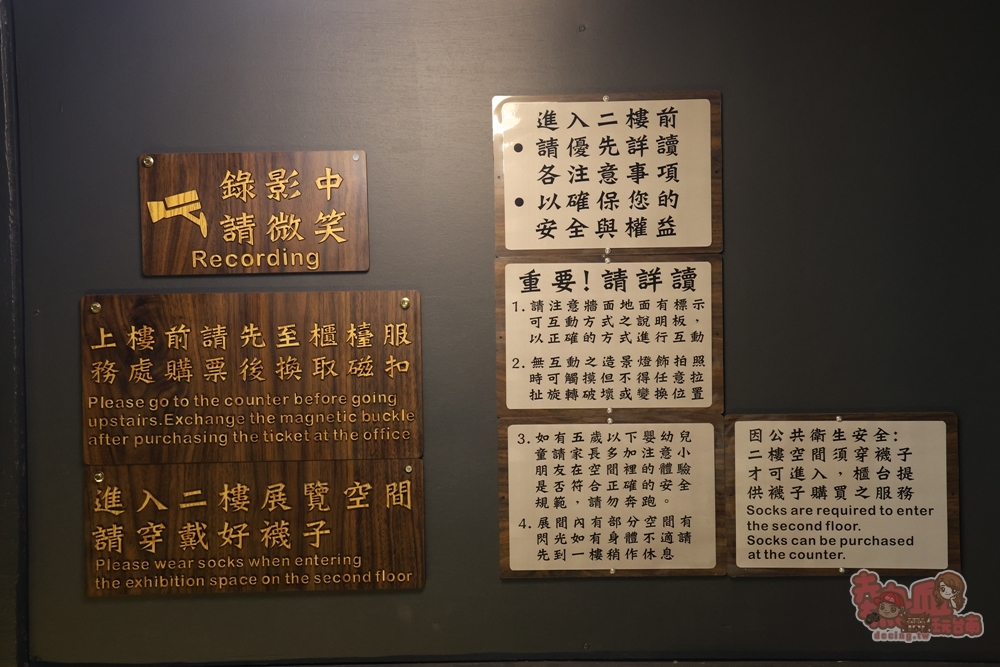 錄影中
請微笑
Recording
上樓前請先至櫃檯服
務處購票後換取磁扣
Please go to the counter before going
upstairs.Exchange the magnetic buckle
after purchasing the ticket at the office
進入二樓展覽空間
請穿戴好襪子
Please wear socks when entering
the exhibition space on the second floor
進入二樓前
•請優先詳讀
各注意事項
•以確保您的
安全與權益
重要!請詳讀
1.請注意牆面地面有標示
可互動方式之說明板,
以正確的方式進行互動
2.無互動之造景燈飾拍照
時可觸摸但不得任意拉
扯旋轉破壞或變換位置
3.如有五歲以下嬰幼兒
童請家長多加注意小
朋友在空間裡的體驗
是否符合正確的安全
規範,請勿奔跑。
4.展間內有部分空間有
閃光如有身體不適請
先到一樓稍作休息
因公共衛生安全:
二樓空間須穿襪子
才可進入,櫃台提
供襪子購買之服務
Socks are required to enter
the second floor.
Socks can be purchased
at the counter.
熱血玩台南
decing.tw